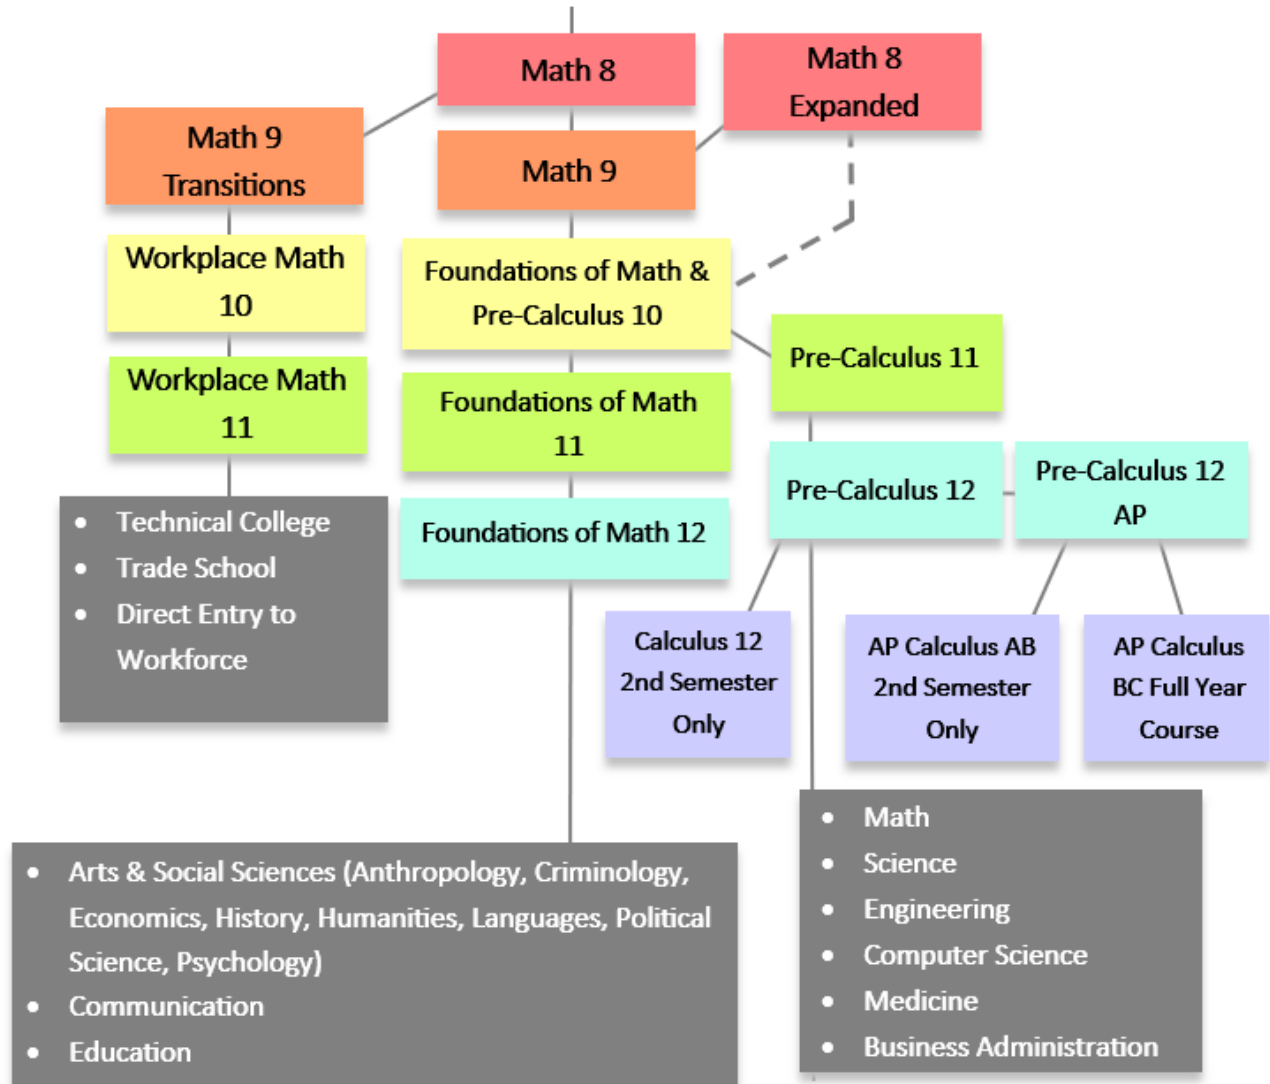 Math 8
Math 8
Expanded
Math 9
Transitions
Math 9
Workplace Math
10
Foundations of Math &
Pre-Calculus 10
Pre-Calculus 11
Workplace Math
11
Foundations of Math
11
Pre-Calculus 12
Pre-Calculus 12
AP
• Technical College
• Trade School
• Direct Entry to
Workforce
Foundations of Math 12
Calculus 12
2nd Semester
Only
AP Calculus AB
2nd Semester
Only
AP Calculus
BC Full Year
Course
• Arts & Social Sciences (Anthropology, Criminology,
Economics, History, Humanities, Languages, Political
Science, Psychology)
• Communication
• Education
• Math
• Science
• Engineering
• Computer Science
• Medicine
• Business Administration